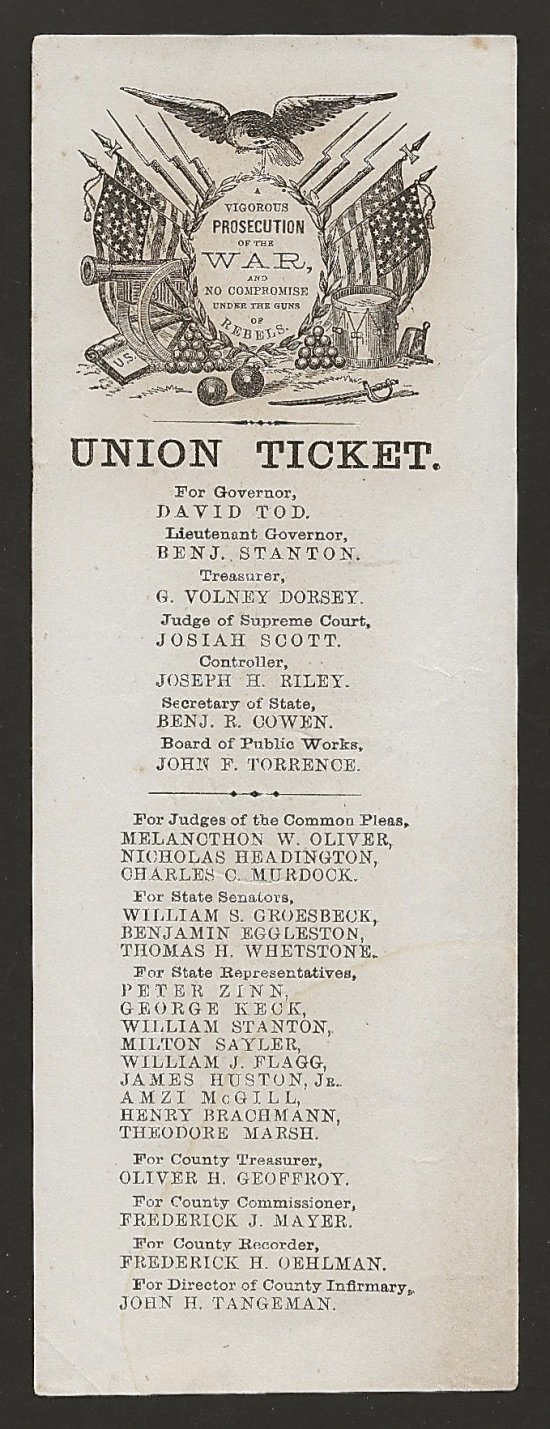 A
VIGOROUS
PROSECUTION
OF THE
WAR,
AND
NO COMPROMISE
UNDER THE GUNS
OF
REBELS.
U.S.
UNION TICKET.
For Governor,
DAVID TOD.
Lieutenant Governor,
BENJ. STANTON.
Treasurer,
G. VOLNEY DORSEY.
Judge of Supreme Court,
JOSIAH SCOTT.
Controller,
JOSEPH H. RILEY.
Secretary of State,
BENJ. R. COWEN.
Board of Public Works,
JOHN F. TORRENCE.
For Judges of the Common Pleas,
MELANCTHON W. OLIVER,
NICHOLAS HEADINGTON,
CHARLES C. MURDOCK.
For State Senators,
WILLIAM S. GROESBECK,
BENJAMIN EGGLESTON,
THOMAS H. WHETSTONE.
For State Representatives,
PETER ZINN,
GEORGE KECK,
WILLIAM STANTON,
MILTON SAYLER,
WILLIAM J. FLAGG,
JAMES HUSTON, JR.
AMZI McGILL,
HENRY BRACHMANN,
THEODORE MARSH.
For County Treasurer,
OLIVER H. GEOFFROY.
For County Commissioner,
FREDERICK J. MAYER.
For County Recorder,
FREDERICK H. OEHLMAN.
For Director of County Infirmary,
JOHN H. TANGEMAN.